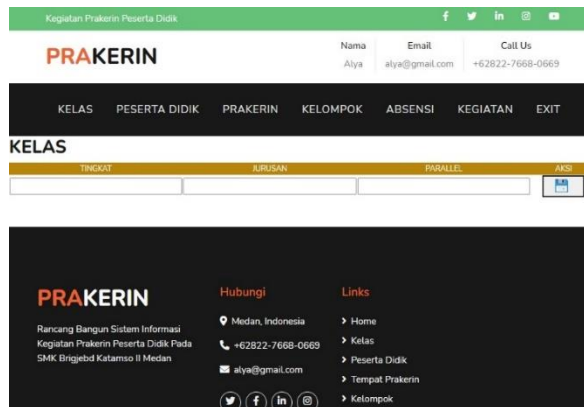 Kegiatan Prakerin Peserta Didik
PRAKERIN
Nama Email Call Us
Alya alya@gmail.com +62822-7668-0669
KELAS PESERTA DIDIK PRAKERIN KELOMPOK ABSENSI KEGIATAN EXIT
KELAS
TINGKAT JURUSAN PARALLEL AKSI
PRAKERIN
Rancang Bangun Sistem Informasi
Kegiatan Prakerin Peserta Didik Pada
SMK Brigjebd Katamso II Medan
Hubungi
Medan, Indonesia
+62822-7668-0669
alya@gmail.com
Links
Home
Kelas
Peserta Didik
Tempat Prakerin
Kelompok